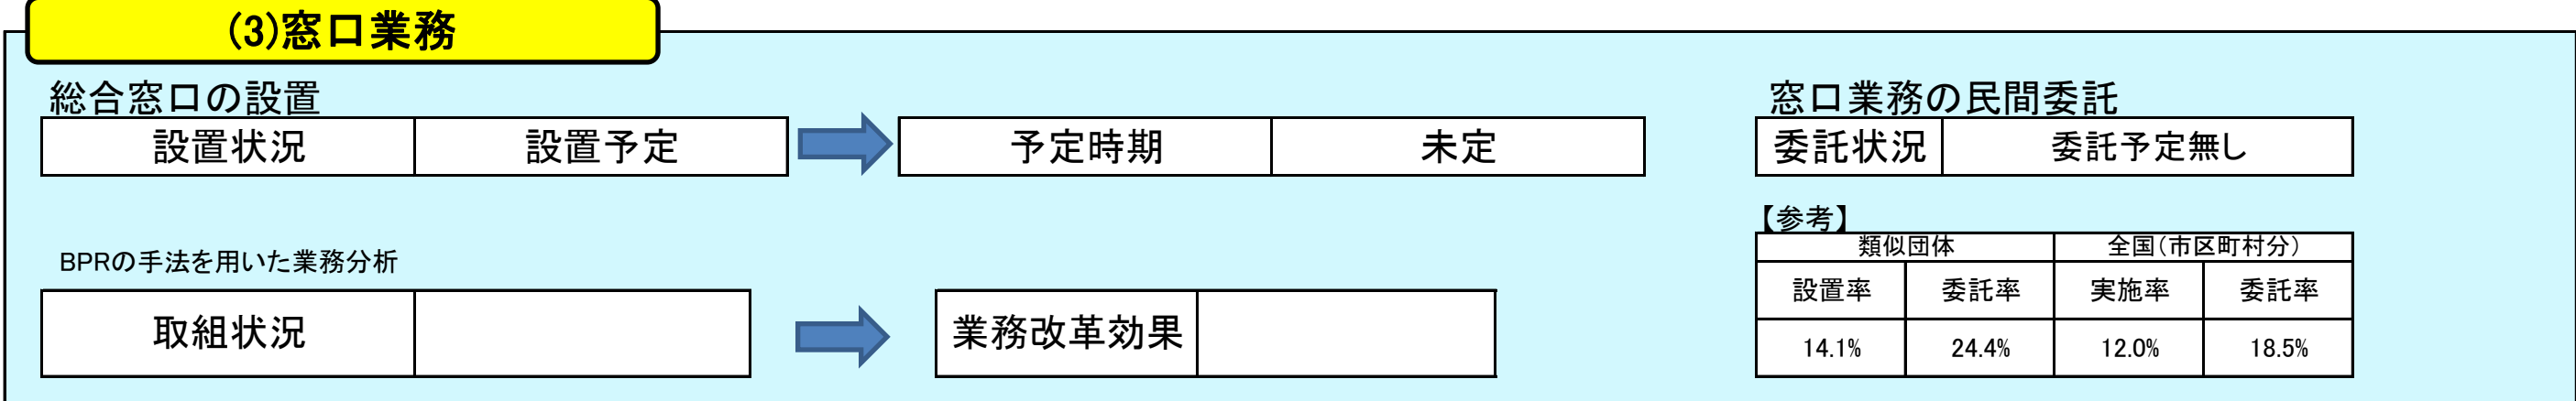 (3)窓口業務
総合窓口の設置
設置状況 設置予定 予定時期 未定
窓口業務の民間委託
委託状況 委託予定無し
BPRの手法を用いた業務分析
取組状況 業務改革効果
【参考】
類似団体 全国(市区町村分)
設置率 委託率 実施率 委託率
14.1% 24.4% 12.0% 18.5%